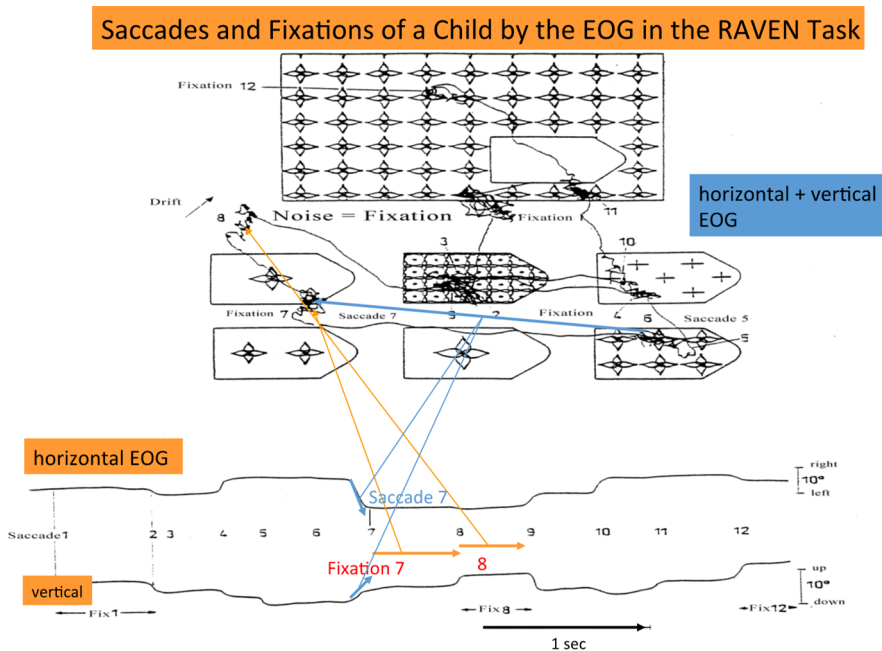 Saccades and Fixations of a Child by the EOG in the RAVEN Task
Fixation 12
horizontal + vertical
EOG
Drift
8
Noise = Fixation
Fixation 1
11
3
10
Fixation 7
Saccade 7
2
Fixation
4
6
Saccade 5
horizontal EOG
right
10°
left
Saccade 7
Saccade1
2
3
4
5
6
7
8
9
10
11
12
Fixation 7
8
up
10°
down
vertical
Fix1
Fix8
Fix12
1 sec